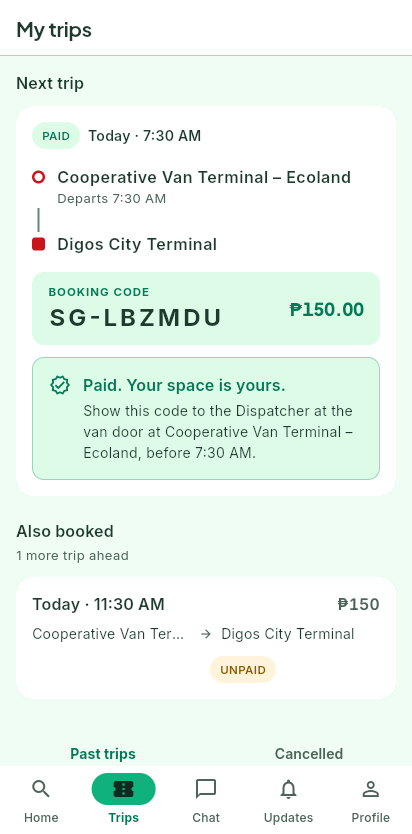 My trips
Next trip
PAID Today · 7:30 AM
Cooperative Van Terminal – Ecoland
Departs 7:30 AM
Digos City Terminal
BOOKING CODE
SG-LBZMDU
₱150.00
Paid. Your space is yours.
Show this code to the Dispatcher at the
van door at Cooperative Van Terminal –
Ecoland, before 7:30 AM.
Also booked
1 more trip ahead
Today · 11:30 AM ₱150
Cooperative Van Ter... → Digos City Terminal
UNPAID
Past trips Cancelled
Home Trips Chat Updates Profile